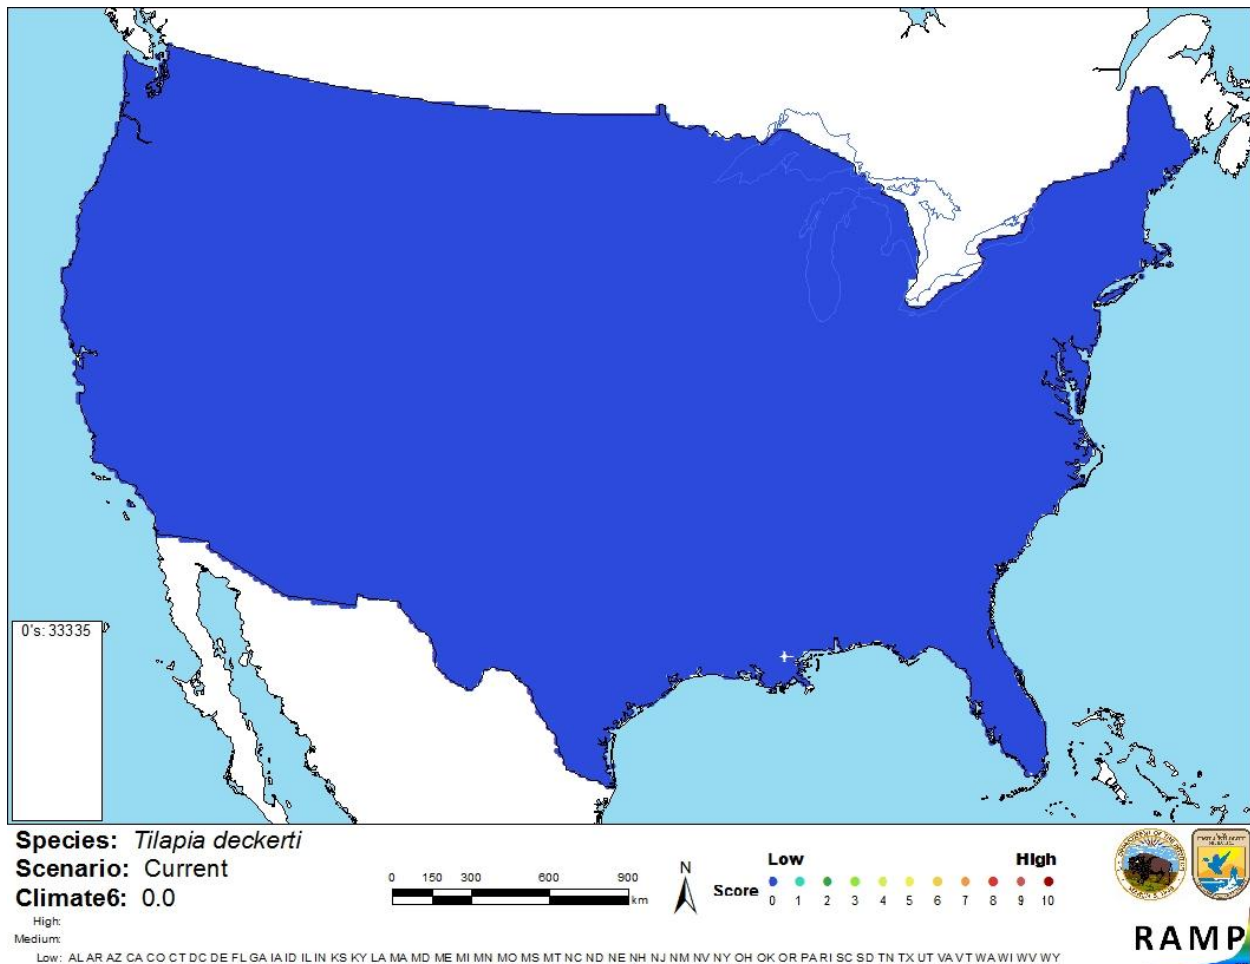 0's: 33335
Species: Tilapia deckerti
Scenario: Current
Climate6: 0.0
High:
Medium:
Low: AL AR AZ CA CO CT DC DE FL GA IA ID IL IN KS KY LA MA MD ME MI MN MO MS MT NC ND NE NH NJ NM NV NY OH OK OR PA RI SC SD TN TX UT VA VT WA WI WV WY
0 150 300 600 900
km
N
Low High
Score 0 1 2 3 4 5 6 7 8 9 10
RAMP